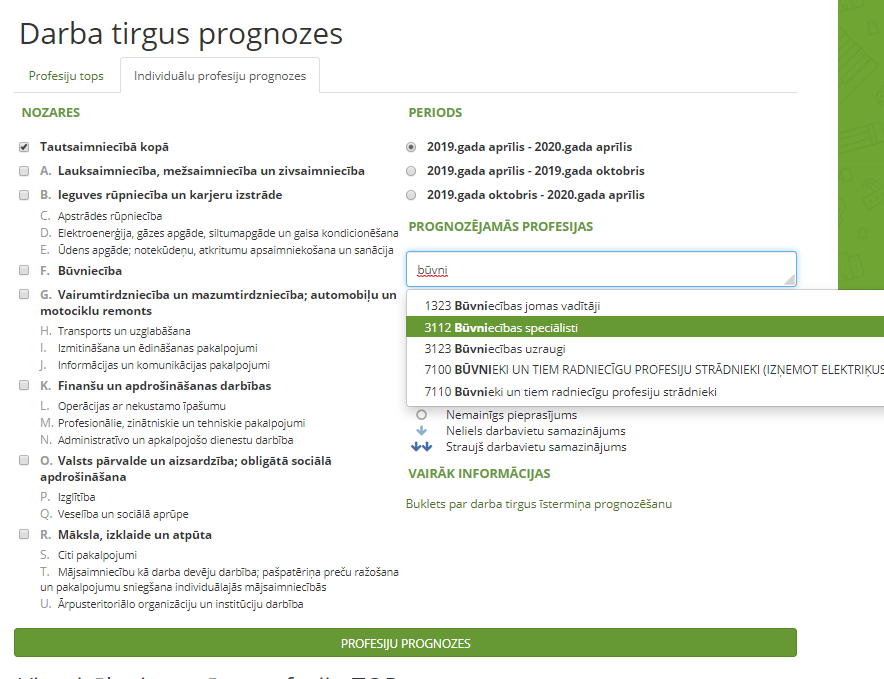 Darba tirgus prognozes
Profesiju tops
Individuālu profesiju prognozes
NOZARES
Tautsaimniecībā kopā
A. Lauksaimniecība, mežsaimniecība un zivsaimniecība
B. Ieguves rūpniecība un karjeru izstrāde
C. Apstrādes rūpniecība
D. Elektroenerģija, gāzes apgāde, siltumapgāde un gaisa kondicionēšana
E. Ūdens apgāde; notekūdeņu, atkritumu apsaimniekošana un sanācija
F. Būvniecība
G. Vairumtirdzniecība un mazumtirdzniecība; automobiļu un
motociklu remonts
H. Transports un uzglabāšana
I. Izmitināšana un ēdināšanas pakalpojumi
J. Informācijas un komunikācijas pakalpojumi
K. Finanšu un apdrošināšanas darbības
L. Operācijas ar nekustamo īpašumu
M. Profesionālie, zinātniskie un tehniskie pakalpojumi
N. Administratīvo un apkalpojošo dienestu darbība
O. Valsts pārvalde un aizsardzība; obligātā sociālā
apdrošināšana
P. Izglītība
Q. Veselība un sociālā aprūpe
R. Māksla, izklaide un atpūta
S. Citi pakalpojumi
T. Mājsaimniecību kā darba devēju darbība; pašpatēriņa preču ražošana
un pakalpojumu sniegšana individuālajās mājsaimniecībās
U. Ārpusteritoriālo organizāciju un institūciju darbība
PERIODS
2019.gada aprīlis - 2020.gada aprīlis
2019.gada aprīlis - 2019.gada oktobris
2019.gada oktobris - 2020.gada aprīlis
PROGNOZĒJAMĀS PROFESIJAS
būvni
1323 Būvniecības jomas vadītāji
3112 Būvniecības speciālisti
3123 Būvniecības uzraugi
7100 BŪVNIEKI UN TIEM RADNIECĪGU PROFESIJU STRĀDNIEKI (IZŅEMOT ELEKTRIĶUS
7110 Būvnieki un tiem radniecīgu profesiju strādnieki
Nemainīgs pieprasījums
Neliels darbavietu samazinājums
Straujš darbavietu samazinājums
VAIRĀK INFORMĀCIJAS
Buklets par darba tirgus īstermiņa prognozēšanu
PROFESIJU PROGNOZES